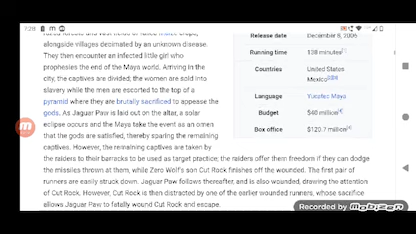 7:28
alongside villages decimated by an unknown disease.
They then encounter an infected little girl who
prophesies the end of the Maya world. Arriving in
the city, the captives are divided; the women are sold into
slavery while the men are escorted to the top of a
pyramid where they are brutally sacrificed to appease the
gods. As Jaguar Paw is laid out on the altar, a solar
eclipse occurs and the Maya take the event as an omen
that the gods are satisfied, thereby sparing the remaining
captives. However, the remaining captives are taken by
the raiders to their barracks to be used as target practice; the raiders offer them freedom if they can dodge
the missiles thrown at them, while Zero Wolf's son Cut Rock finishes off the wounded. The first pair of
runners are easily struck down. Jaguar Paw follows thereafter, and is also wounded, drawing the attention
of Cut Rock. However, Cut Rock is then distracted by one of the earlier wounded runners, whose sacrifice
allows Jaguar Paw to fatally wound Cut Rock and escape.
Release date December 8, 2006
Running time 138 minutes
Countries United States
Mexico
Language Yucatec Maya
Budget $40 million
Box office $120.7 million
Recorded by Mobizen